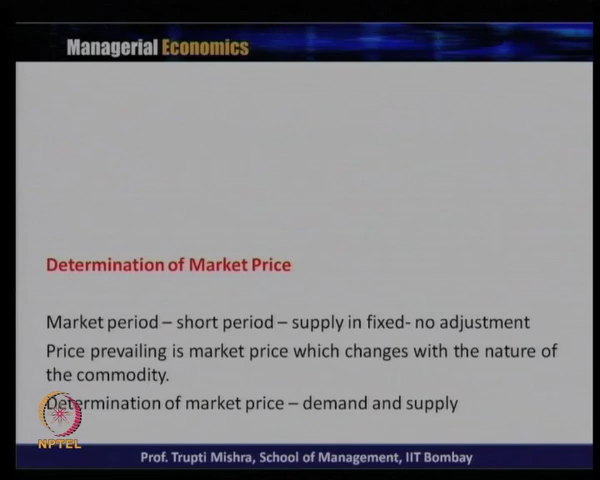 Managerial Economics
Determination of Market Price
Market period – short period – supply in fixed- no adjustment
Price prevailing is market price which changes with the nature of
the commodity.
Determination of market price – demand and supply
NPTEL
Prof. Trupti Mishra, School of Management, IIT Bombay